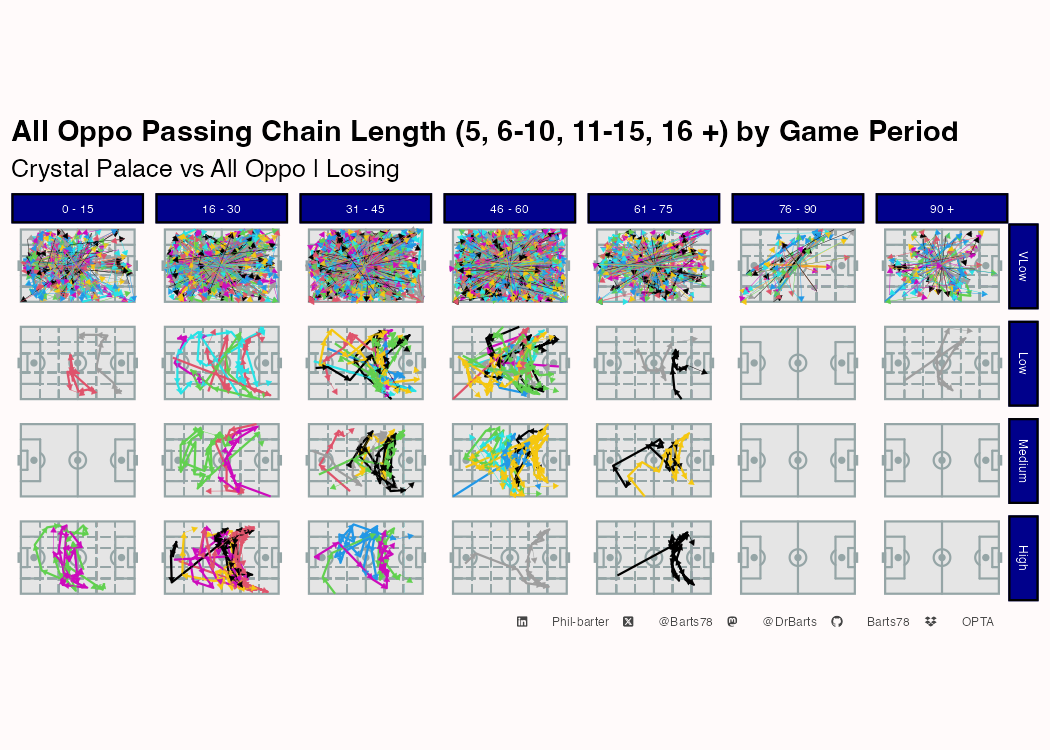 All Oppo Passing Chain Length (5, 6-10, 11-15, 16 +) by Game Period
Crystal Palace vs All Oppo | Losing
0 - 15 16 - 30 31 - 45 46 - 60 61 - 75 76 - 90 90 +
VLow
Low
Medium
High
Phil-barter @Barts78 @DrBarts Barts78 OPTA